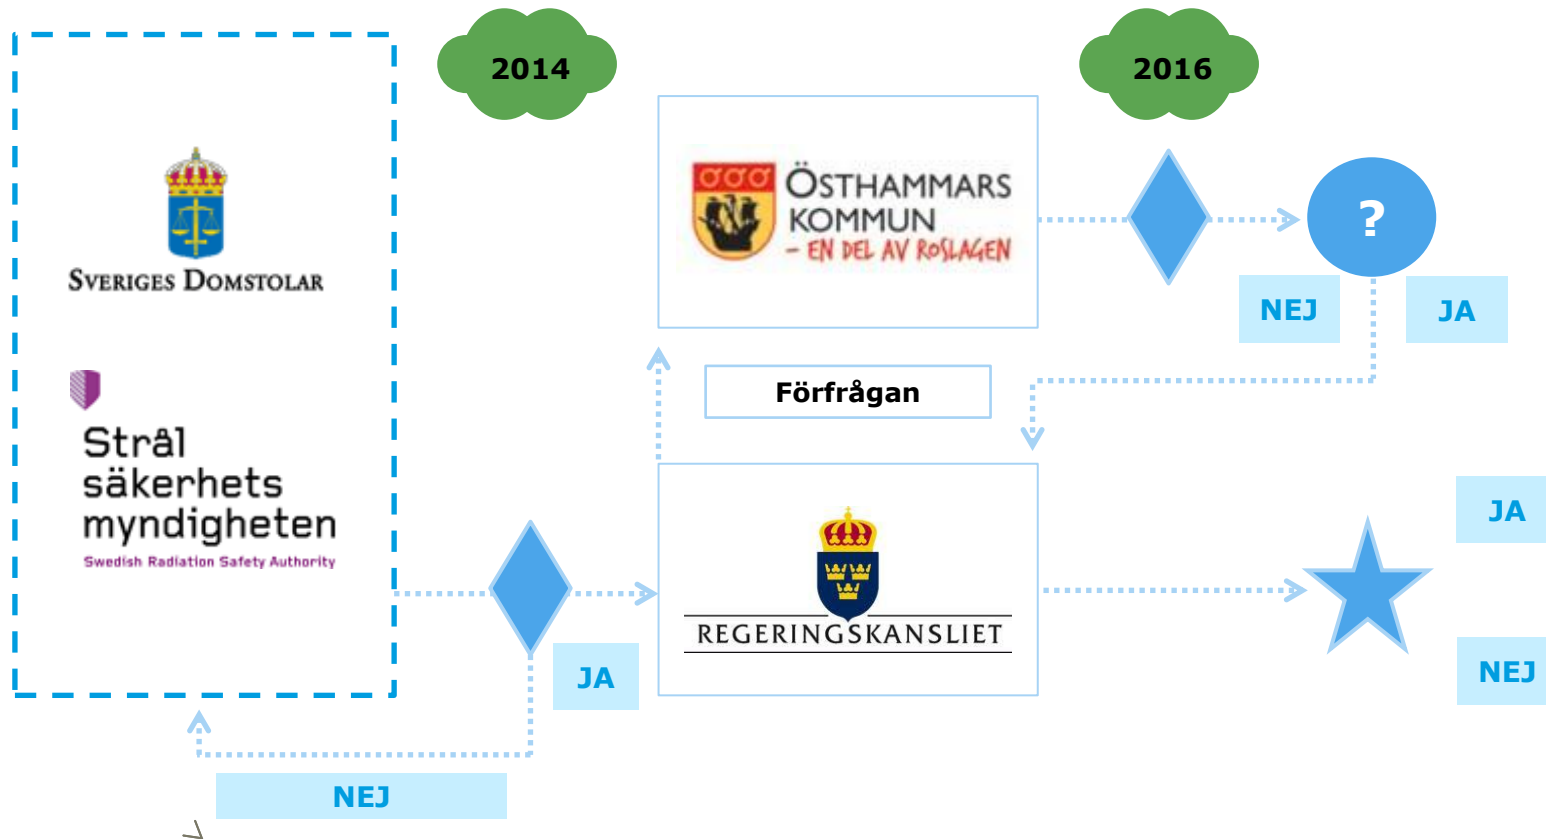 2014
2016
SVERIGES DOMSTOLAR
ÖSTHAMMARS
KOMMUN
– EN DEL AV ROSLAGEN
?
NEJ
JA
Förfrågan
Strål
säkerhets
myndigheten
Swedish Radiation Safety Authority
REGERINGSKANSLIET
JA
JA
NEJ
NEJ